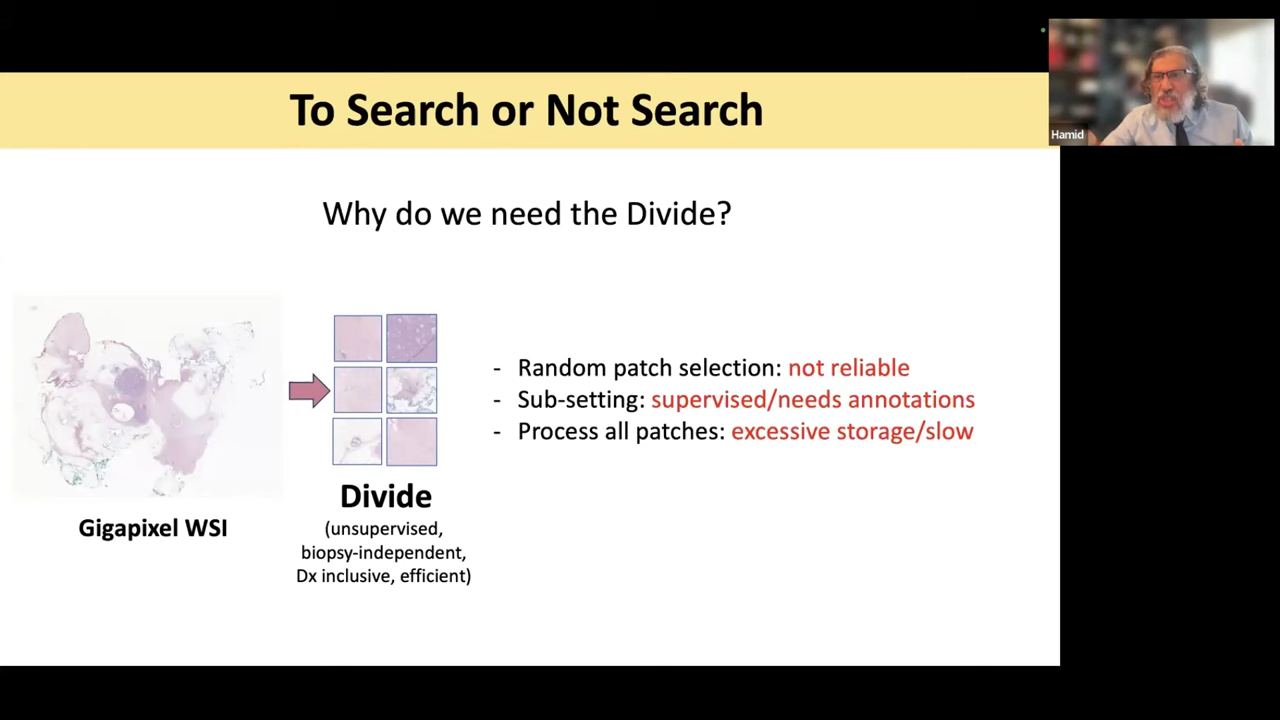 To Search or Not Search
Hamid
Why do we need the Divide?
- Random patch selection: not reliable
- Sub-setting: supervised/needs annotations
- Process all patches: excessive storage/slow
Divide
(unsupervised,
biopsy-independent,
Dx inclusive, efficient)
Gigapixel WSI